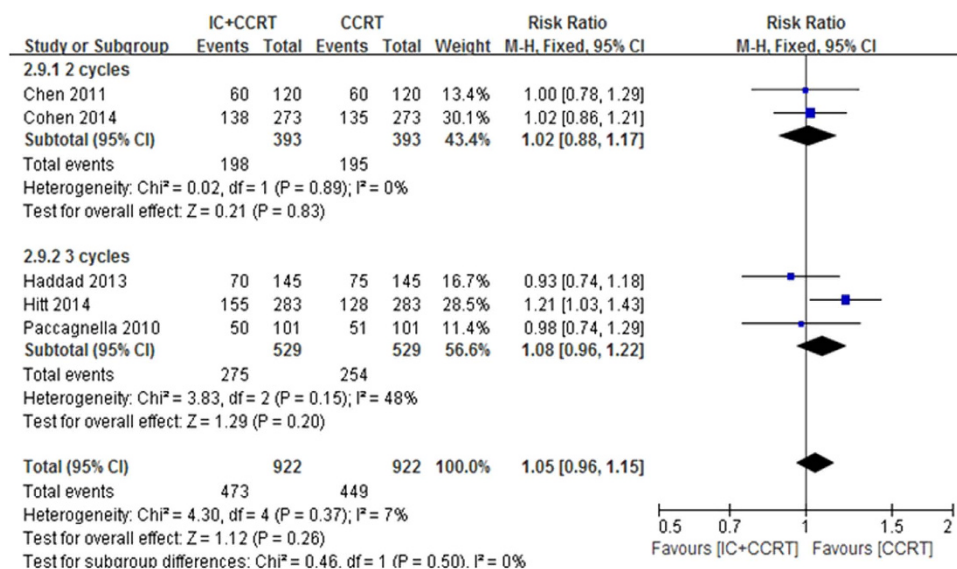 IC+CCRT CCRT Risk Ratio Risk Ratio
Study or Subgroup Events Total Events Total Weight M-H, Fixed, 95% CI M-H, Fixed, 95% CI
2.9.1 2 cycles
Chen 2011 60 120 60 120 13.4% 1.00 [0.78, 1.29]
Cohen 2014 138 273 135 273 30.1% 1.02 [0.86, 1.21]
Subtotal (95% CI) 393 393 43.4% 1.02 [0.88, 1.17]
Total events 198 195
Heterogeneity: Chi² = 0.02, df = 1 (P = 0.89); I² = 0%
Test for overall effect: Z = 0.21 (P = 0.83)
2.9.2 3 cycles
Haddad 2013 70 145 75 145 16.7% 0.93 [0.74, 1.18]
Hitt 2014 155 283 128 283 28.5% 1.21 [1.03, 1.43]
Paccagnella 2010 50 101 51 101 11.4% 0.98 [0.74, 1.29]
Subtotal (95% CI) 529 529 56.6% 1.08 [0.96, 1.22]
Total events 275 254
Heterogeneity: Chi² = 3.83, df = 2 (P = 0.15); I² = 48%
Test for overall effect: Z = 1.29 (P = 0.20)
Total (95% CI) 922 922 100.0% 1.05 [0.96, 1.15]
Total events 473 449
Heterogeneity: Chi² = 4.30, df = 4 (P = 0.37); I² = 7%
Test for overall effect: Z = 1.12 (P = 0.26)
Test for subgroup differences: Chi² = 0.46, df = 1 (P = 0.50), I² = 0%
0.5 0.7 1 1.5 2
Favours [IC+CCRT] Favours [CCRT]